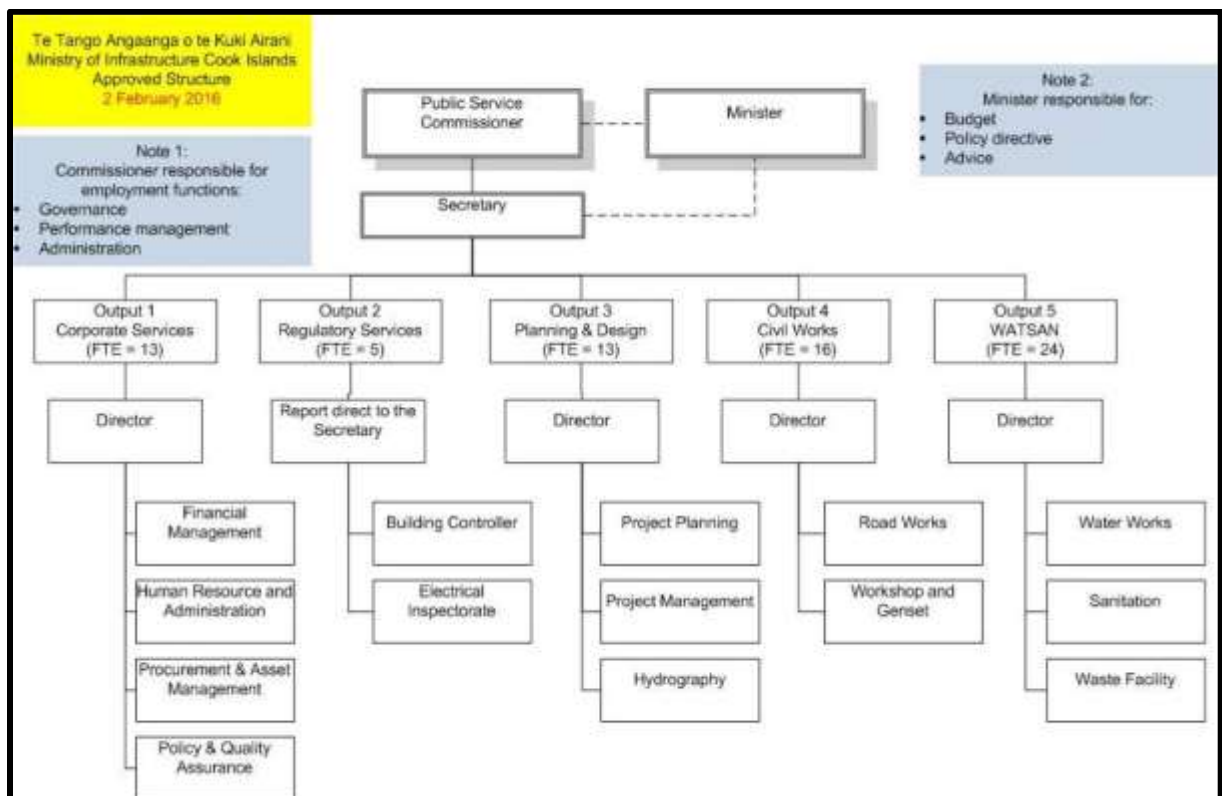 Te Tango Angaanga o te Kuki Airani
Ministry of Infrastructure Cook Islands
Approved Structure
2 February 2016
Note 1:
Commissioner responsible for
employment functions:
• Governance
• Performance management
• Administration
Public Service
Commissioner
Minister
Note 2:
Minister responsible for:
• Budget
• Policy directive
• Advice
Secretary
Output 1
Corporate Services
(FTE = 13)
Output 2
Regulatory Services
(FTE = 5)
Output 3
Planning & Design
(FTE = 13)
Output 4
Civil Works
(FTE = 16)
Output 5
WATSAN
(FTE = 24)
Director
Report direct to the
Secretary
Director
Director
Director
Financial
Management
Human Resource and
Administration
Procurement & Asset
Management
Policy & Quality
Assurance
Building Controller
Electrical
Inspectorate
Project Planning
Project Management
Hydrography
Road Works
Workshop and
Genset
Water Works
Sanitation
Waste Facility